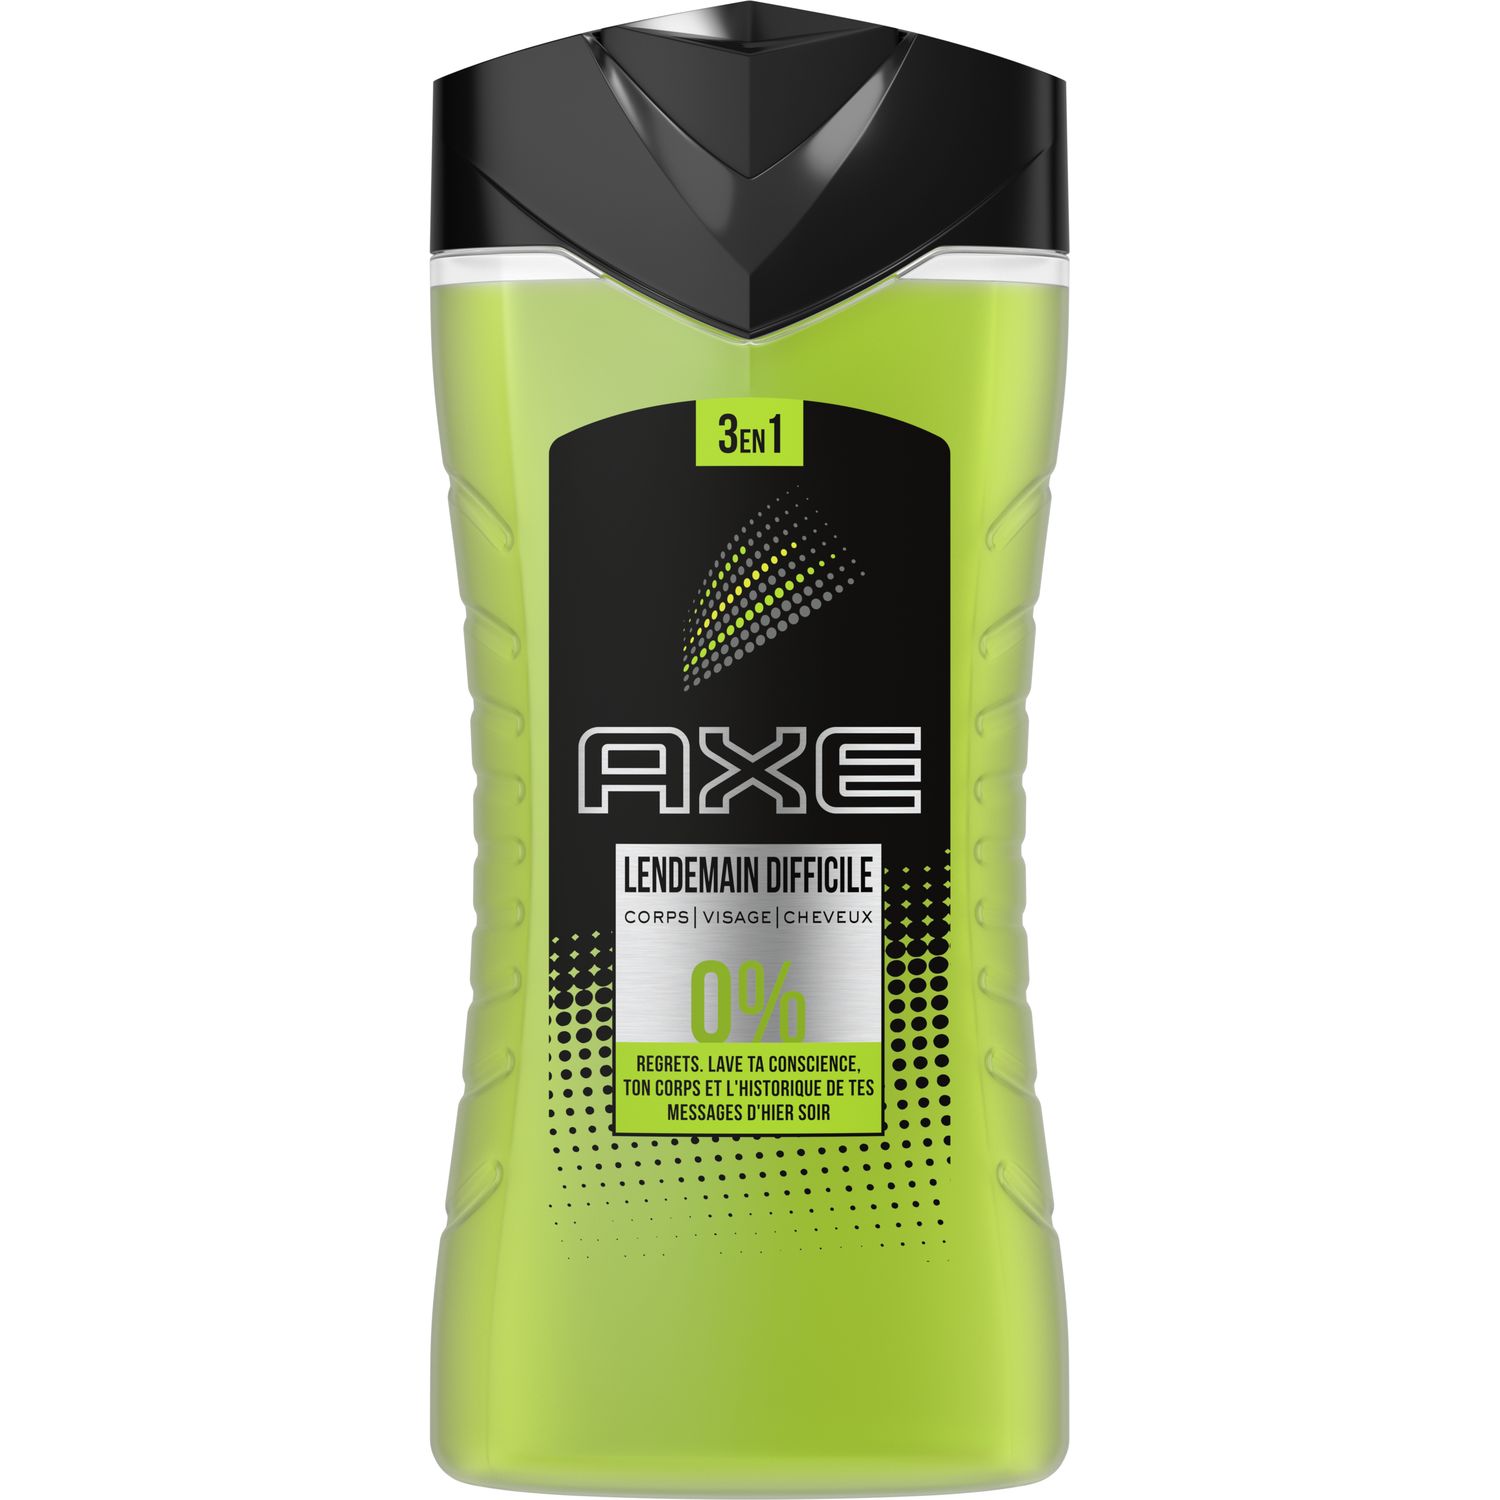 3EN1
AXE
LENDEMAIN DIFFICILE
CORPS|VISAGE|CHEVEUX
0%
REGRETS. LAVE TA CONSCIENCE,
TON CORPS ET L'HISTORIQUE DE TES
MESSAGES D'HIER SOIR